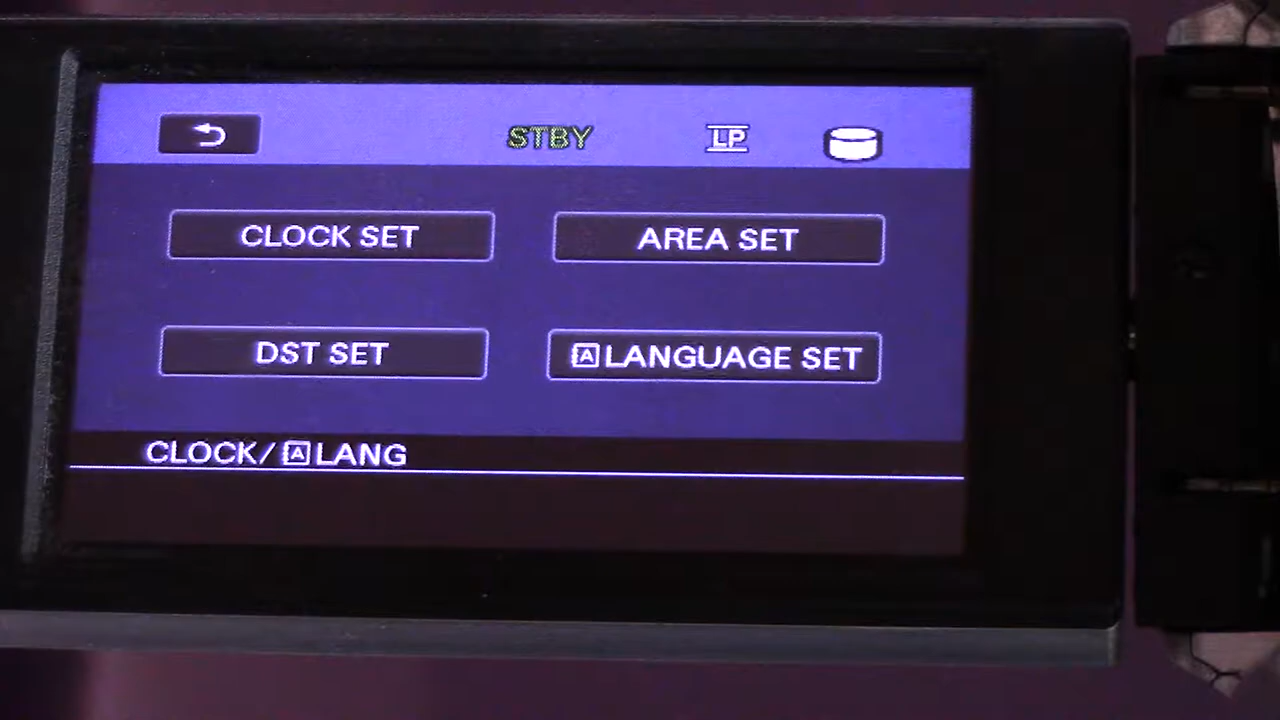 STBY LP
CLOCK SET AREA SET
DST SET A LANGUAGE SET
CLOCK/ A LANG